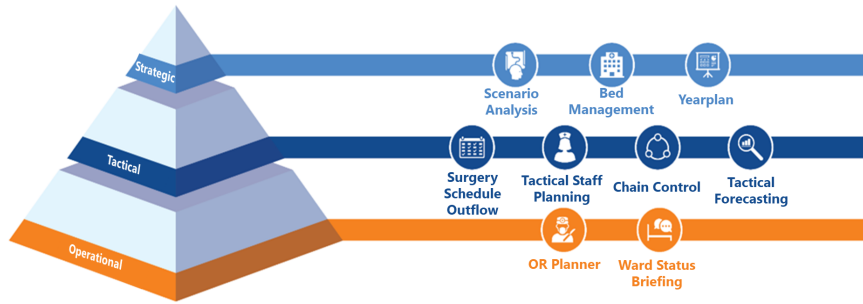 Strategic
Scenario
Analysis
Bed
Management
Yearplan
Tactical
Surgery
Schedule
Outflow
Tactical Staff
Planning
Chain Control
Tactical
Forecasting
Operational
OR Planner
Ward Status
Briefing